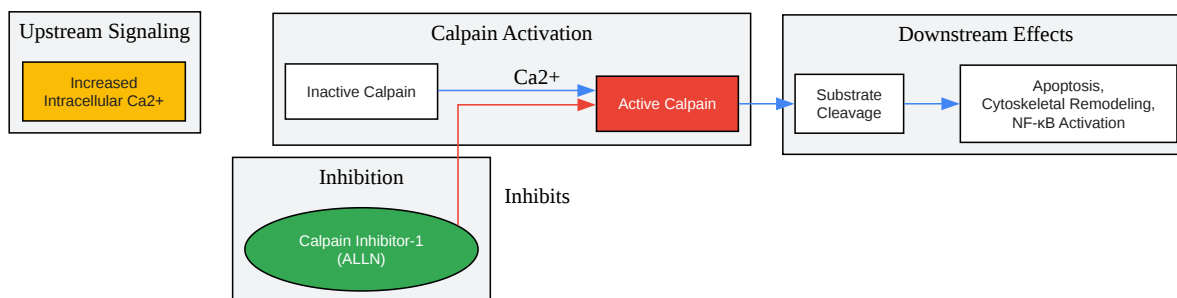 Upstream Signaling
Increased
Intracellular Ca2+
Calpain Activation
Inactive Calpain
Ca2+
Active Calpain
Downstream Effects
Substrate
Cleavage
Apoptosis,
Cytoskeletal Remodeling,
NF-κB Activation
Inhibition
Inhibits
Calpain Inhibitor-1
(ALLN)